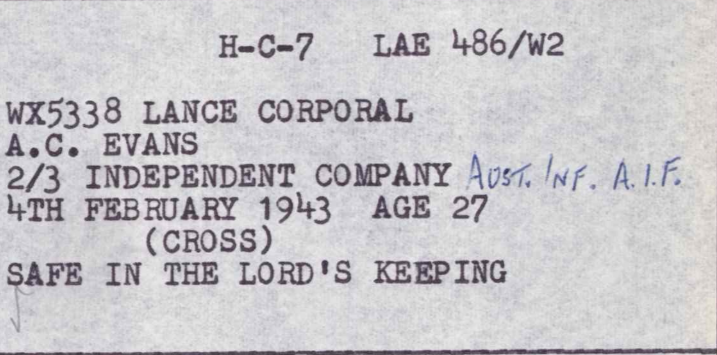 H-C-7 LAE 486/W2
WX5338 LANCE CORPORAL
A.C. EVANS
2/3 INDEPENDENT COMPANY AUST. INF. A.I.F.
4TH FEBRUARY 1943 AGE 27
(CROSS)
SAFE IN THE LORD'S KEEPING